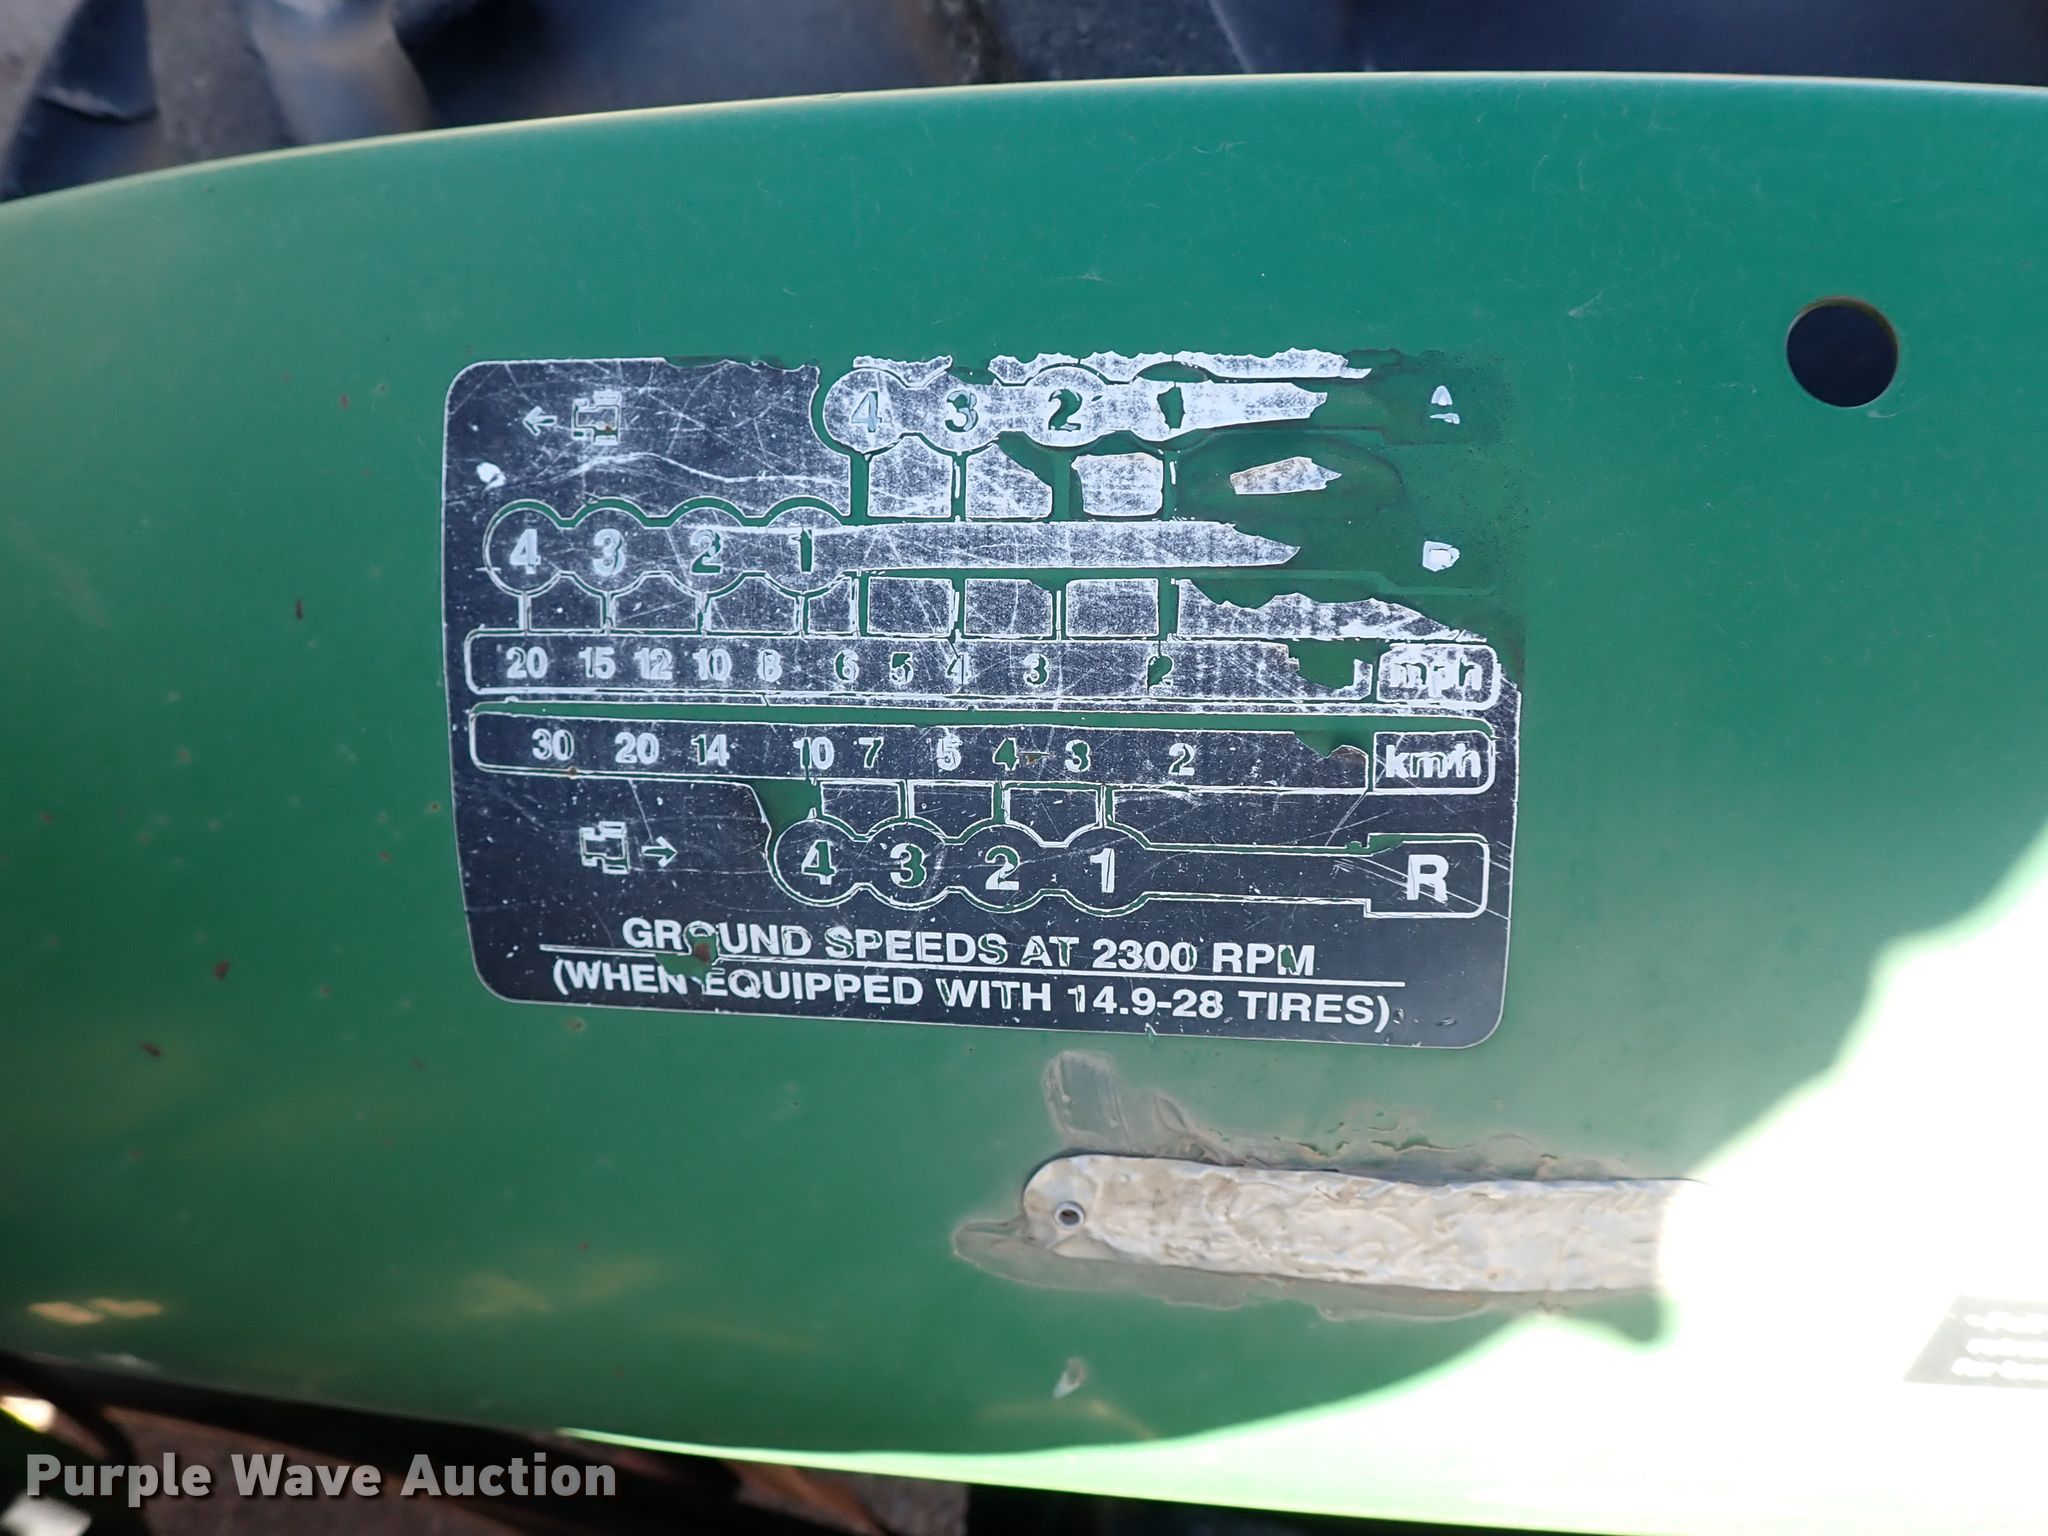 4 3 2 1
4 3 2 1
20 15 12 10 8 6 5 4 3 2 1 mph
30 20 14 10 7 5 4 3 2 km/h
4 3 2 1 R
GROUND SPEEDS AT 2300 RPM
(WHEN EQUIPPED WITH 14.9-28 TIRES)
Purple Wave Auction